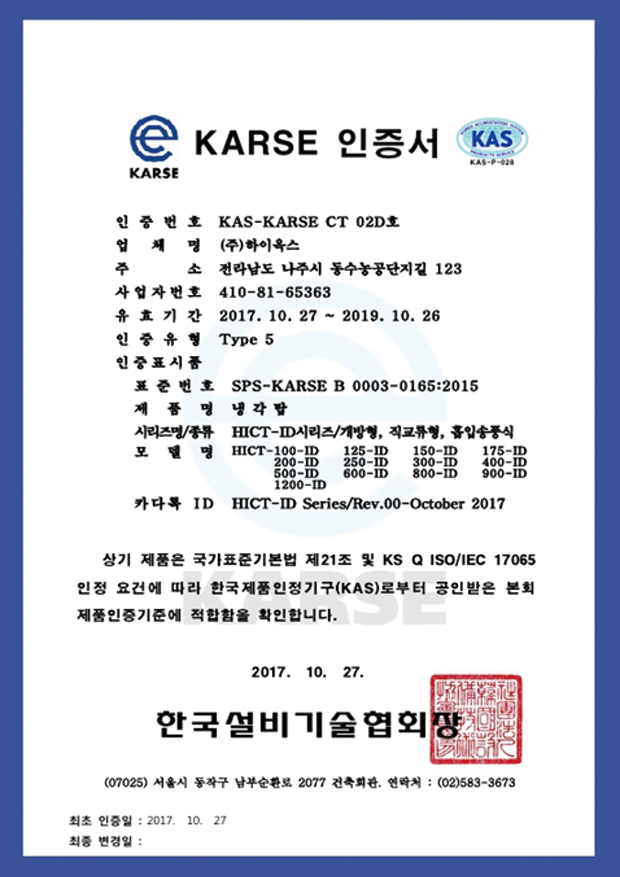 KARSE 인증서
KARSE
KOREA ACCREDITATION SYSTEM
KAS
PRODUCTS SERVICE
KAS-P-028
인증번호 KAS-KARSE CT 02D호
업체명 (주)하이옥스
주소 전라남도 나주시 동수농공단지길 123
사업자번호 410-81-65363
유효기간 2017. 10. 27 ~ 2019. 10. 26
인증유형 Type 5
인증표시품
표준번호 SPS-KARSE B 0003-0165:2015
제품명 냉각탑
시리즈명/종류 HICT-ID시리즈/개방형, 직교류형, 흡입송풍식
모델명 HICT-100-ID 125-ID 150-ID 175-ID
200-ID 250-ID 300-ID 400-ID
500-ID 600-ID 800-ID 900-ID
1200-ID
카다록 ID HICT-ID Series/Rev.00-October 2017
상기 제품은 국가표준기본법 제21조 및 KS Q ISO/IEC 17065
인정 요건에 따라 한국제품인정기구(KAS)로부터 공인받은 본회
제품인증기준에 적합함을 확인합니다.
KARSE
2017. 10. 27.
한국설비기술협회장
(07025) 서울시 동작구 남부순환로 2077 건축회관. 연락처 : (02)583-3673
최초 인증일 : 2017. 10. 27
최종 변경일 :